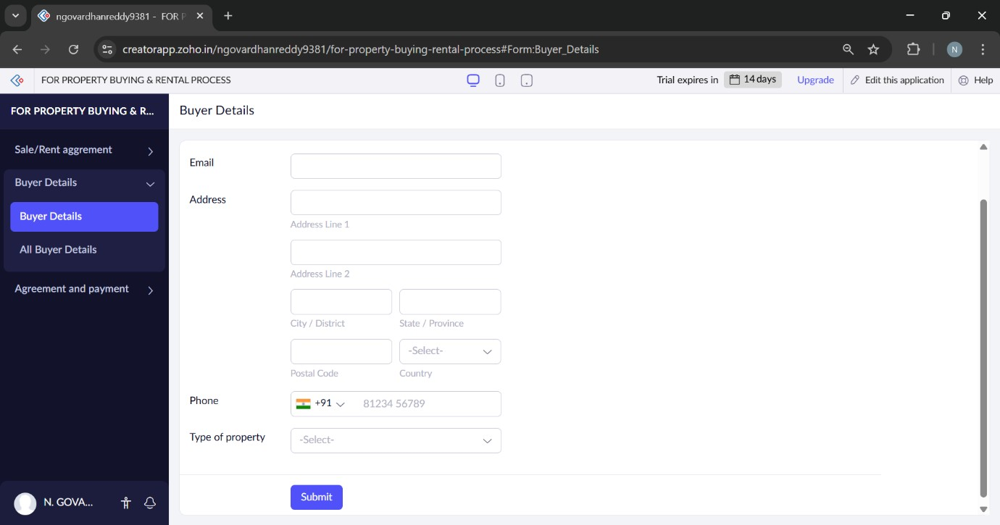 ngovardhanreddy9381 - FOR P
creatorapp.zoho.in/ngovardhanreddy9381/for-property-buying-rental-process#Form:Buyer_Details
N
FOR PROPERTY BUYING & RENTAL PROCESS
Trial expires in 14 days Upgrade Edit this application Help
FOR PROPERTY BUYING & R...
Buyer Details
Sale/Rent aggrement
Buyer Details
Buyer Details
All Buyer Details
Agreement and payment
Email
Address
Address Line 1
Address Line 2
City / District State / Province
-Select-
Postal Code Country
Phone +91 81234 56789
Type of property -Select-
Submit
N. GOVA...